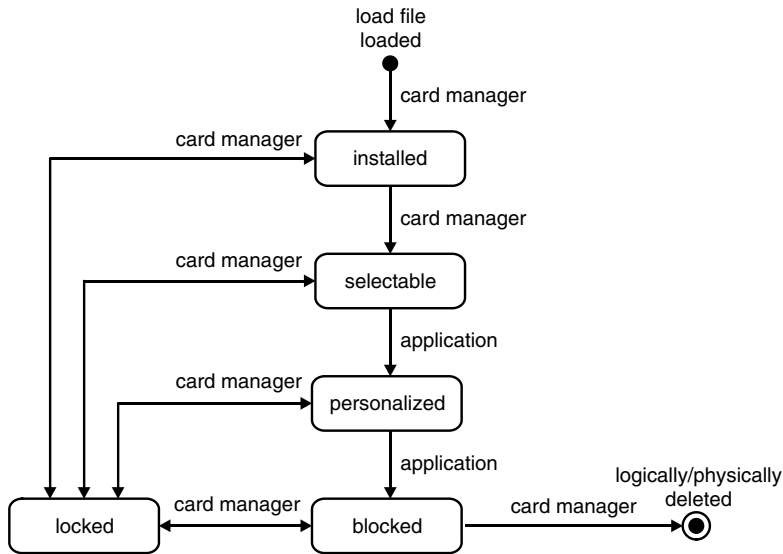 load file
loaded
card manager
card manager
installed
card manager
card manager
selectable
application
card manager
personalized
application
logically/physically
deleted
card manager
card manager
locked
blocked